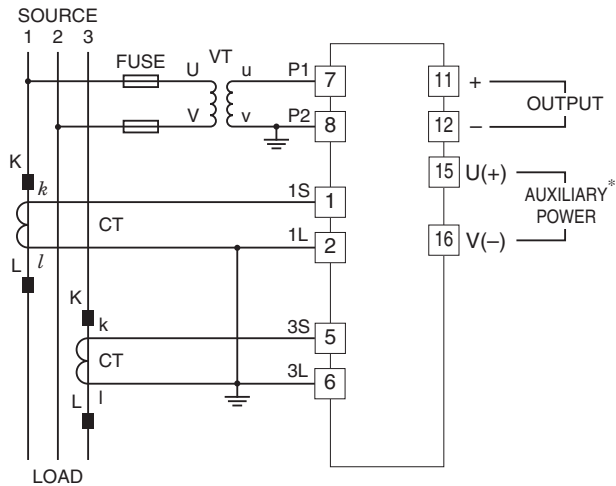 SOURCE
1 2 3
FUSE
VT
U u P1 7
V v P2 8
11 +
12 −
OUTPUT
15 U(+)
16 V(−)
AUXILIARY*
POWER
K
k
1S 1
CT
1L 2
L
l
K
k
3S 5
CT
3L 6
L
l
LOAD